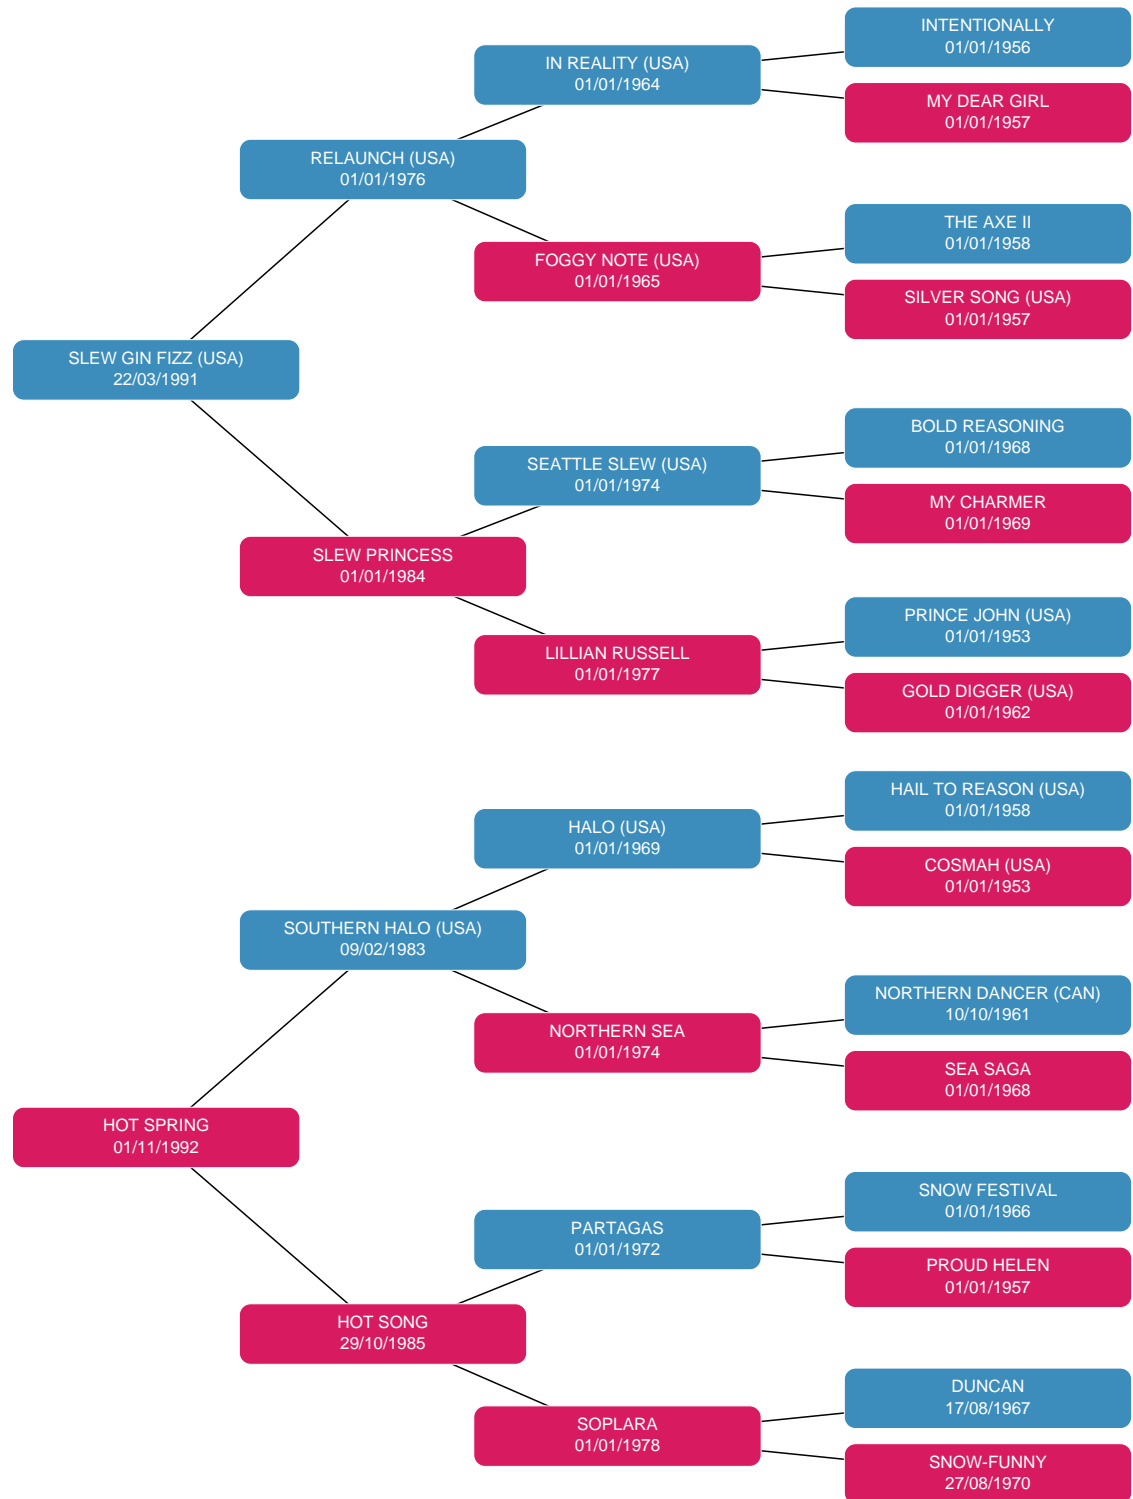 INTENTIONALLY
01/01/1956
IN REALITY (USA)
01/01/1964
MY DEAR GIRL
01/01/1957
RELAUNCH (USA)
01/01/1976
THE AXE II
01/01/1958
FOGGY NOTE (USA)
01/01/1965
SILVER SONG (USA)
01/01/1957
SLEW GIN FIZZ (USA)
22/03/1991
BOLD REASONING
01/01/1968
SEATTLE SLEW (USA)
01/01/1974
MY CHARMER
01/01/1969
SLEW PRINCESS
01/01/1984
PRINCE JOHN (USA)
01/01/1953
LILLIAN RUSSELL
01/01/1977
GOLD DIGGER (USA)
01/01/1962
HAIL TO REASON (USA)
01/01/1958
HALO (USA)
01/01/1969
COSMAH (USA)
01/01/1953
SOUTHERN HALO (USA)
09/02/1983
NORTHERN DANCER (CAN)
10/10/1961
NORTHERN SEA
01/01/1974
SEA SAGA
01/01/1968
HOT SPRING
01/11/1992
SNOW FESTIVAL
01/01/1966
PARTAGAS
01/01/1972
PROUD HELEN
01/01/1957
HOT SONG
29/10/1985
DUNCAN
17/08/1967
SOPLARA
01/01/1978
SNOW-FUNNY
27/08/1970